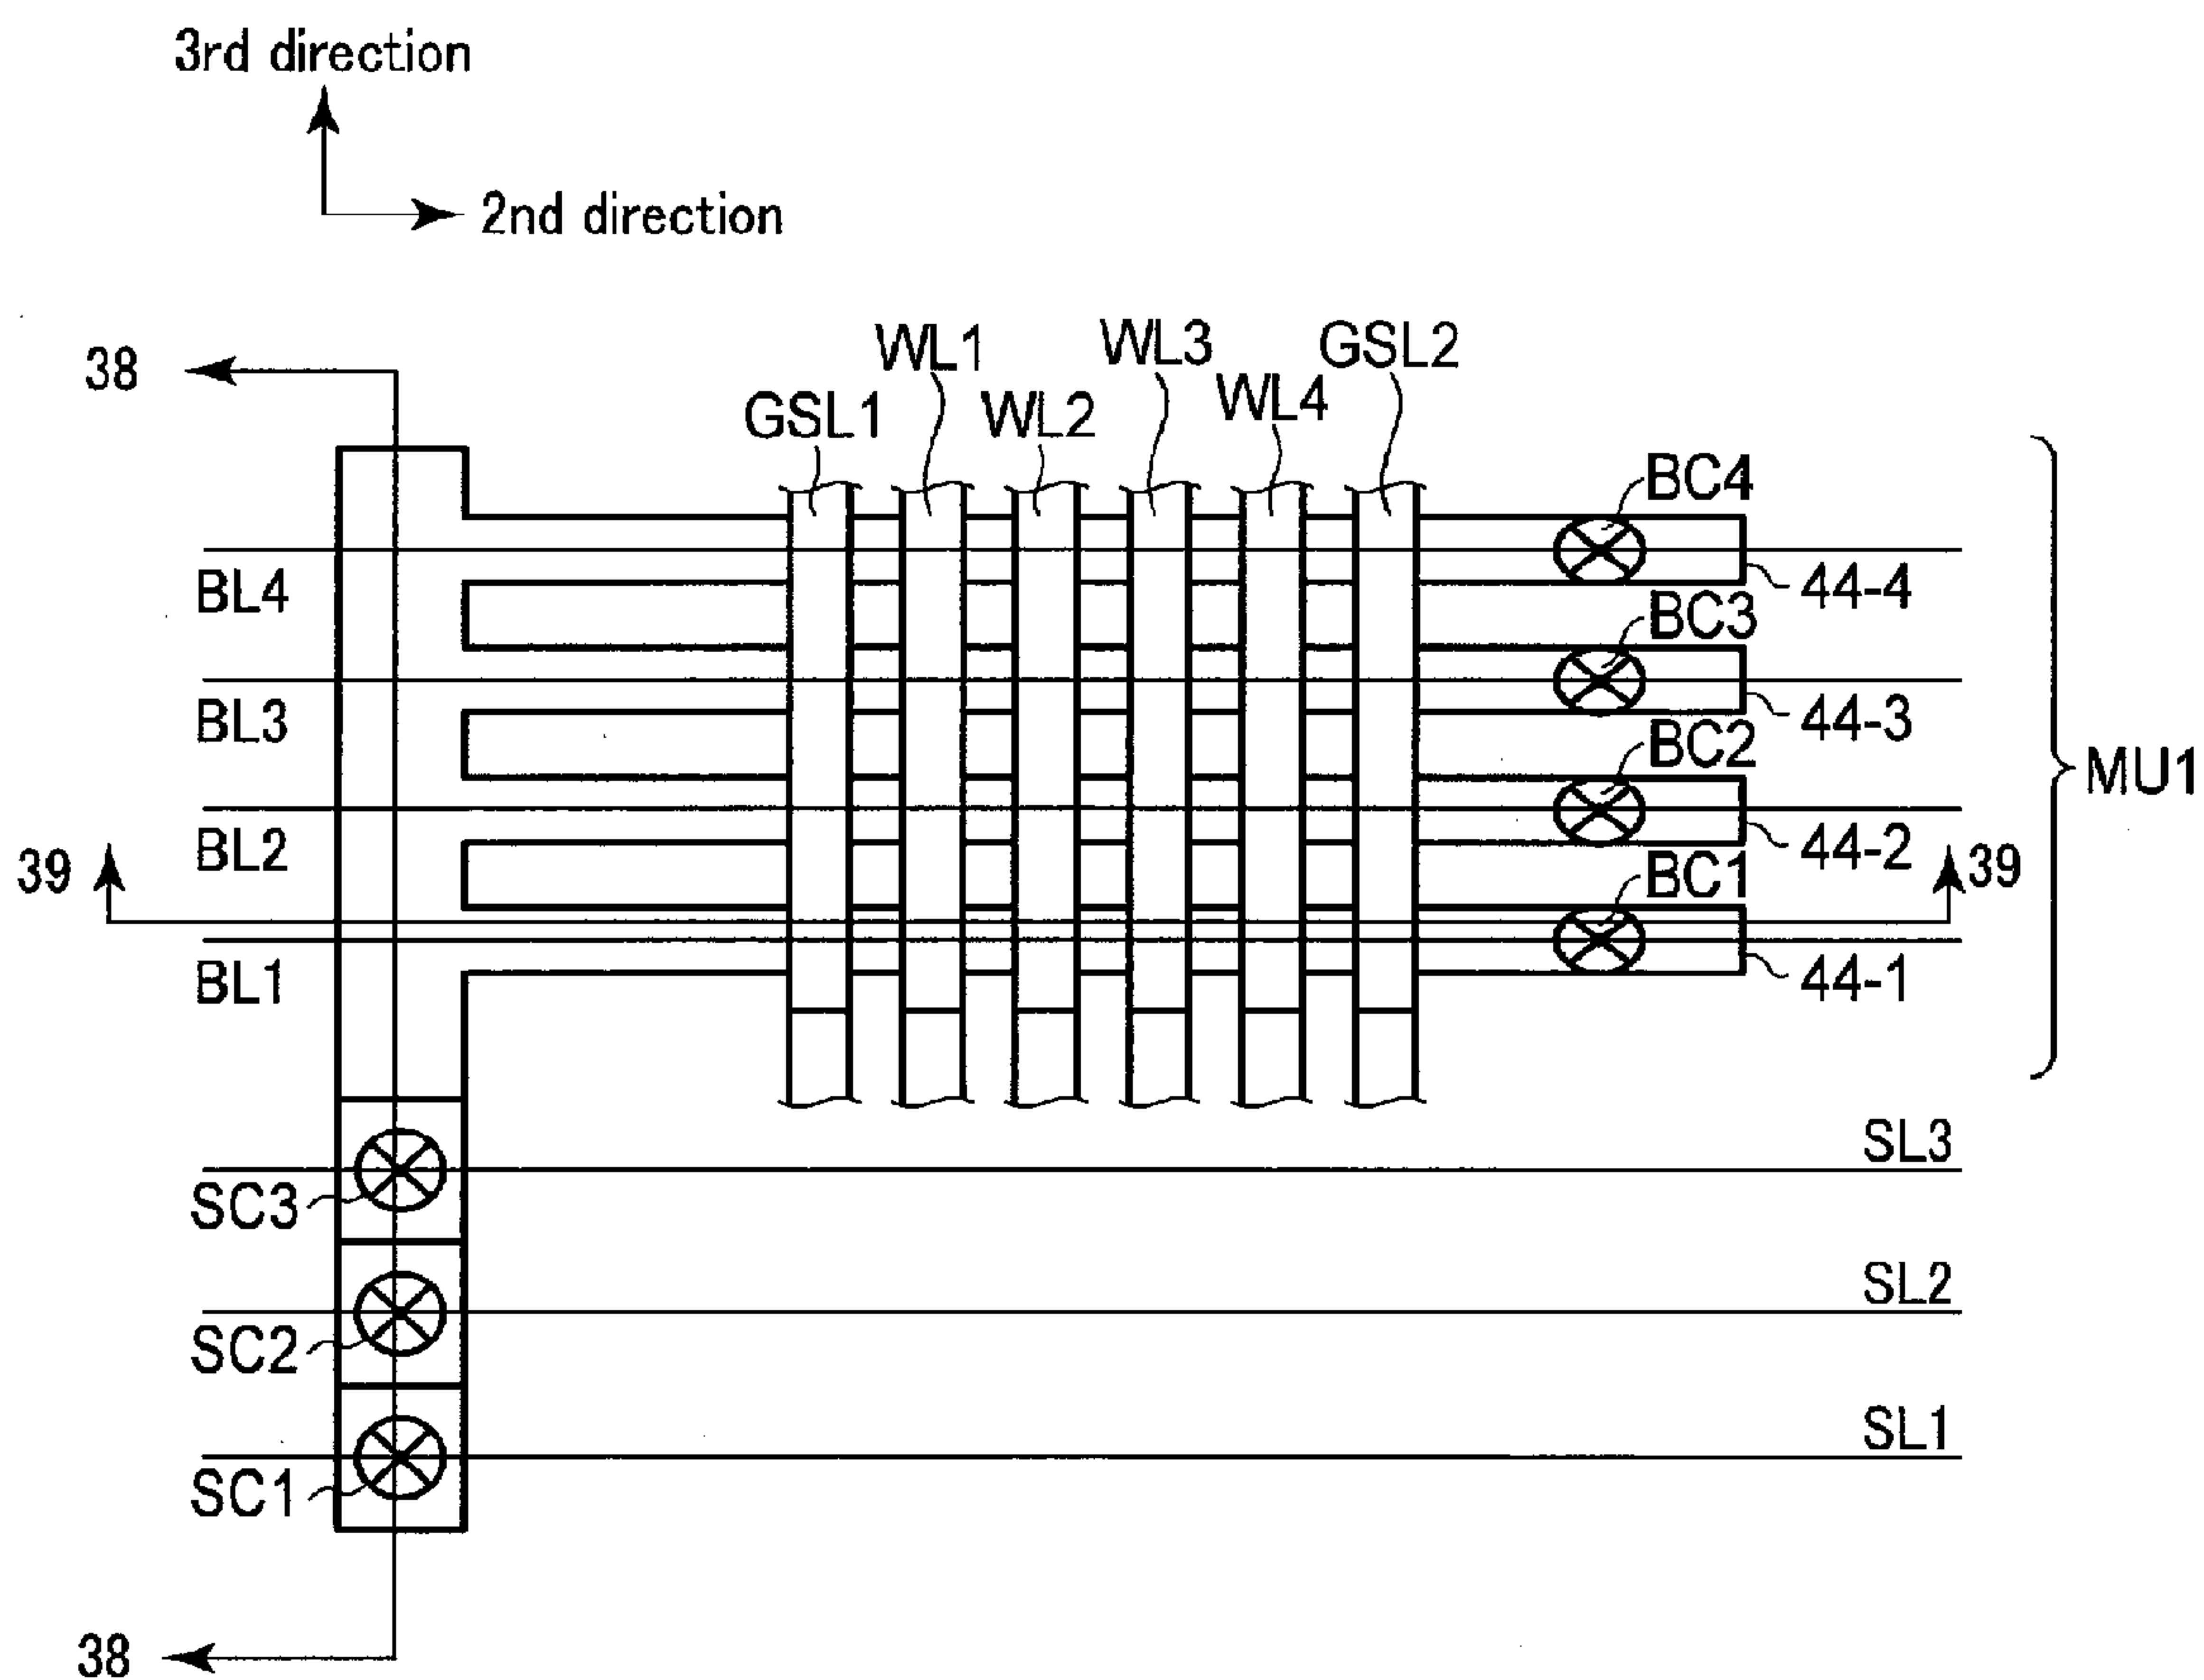 3rd direction
2nd direction
38
WL1
WL3
GSL2
GSL1
WL2
WL4
BC4
BL4
44-4
BC3
BL3
44-3
BC2
MU1
BL2
44-2
39
39
BC1
BL1
44-1
SL3
SC3
SL2
SC2
SL1
SC1
38